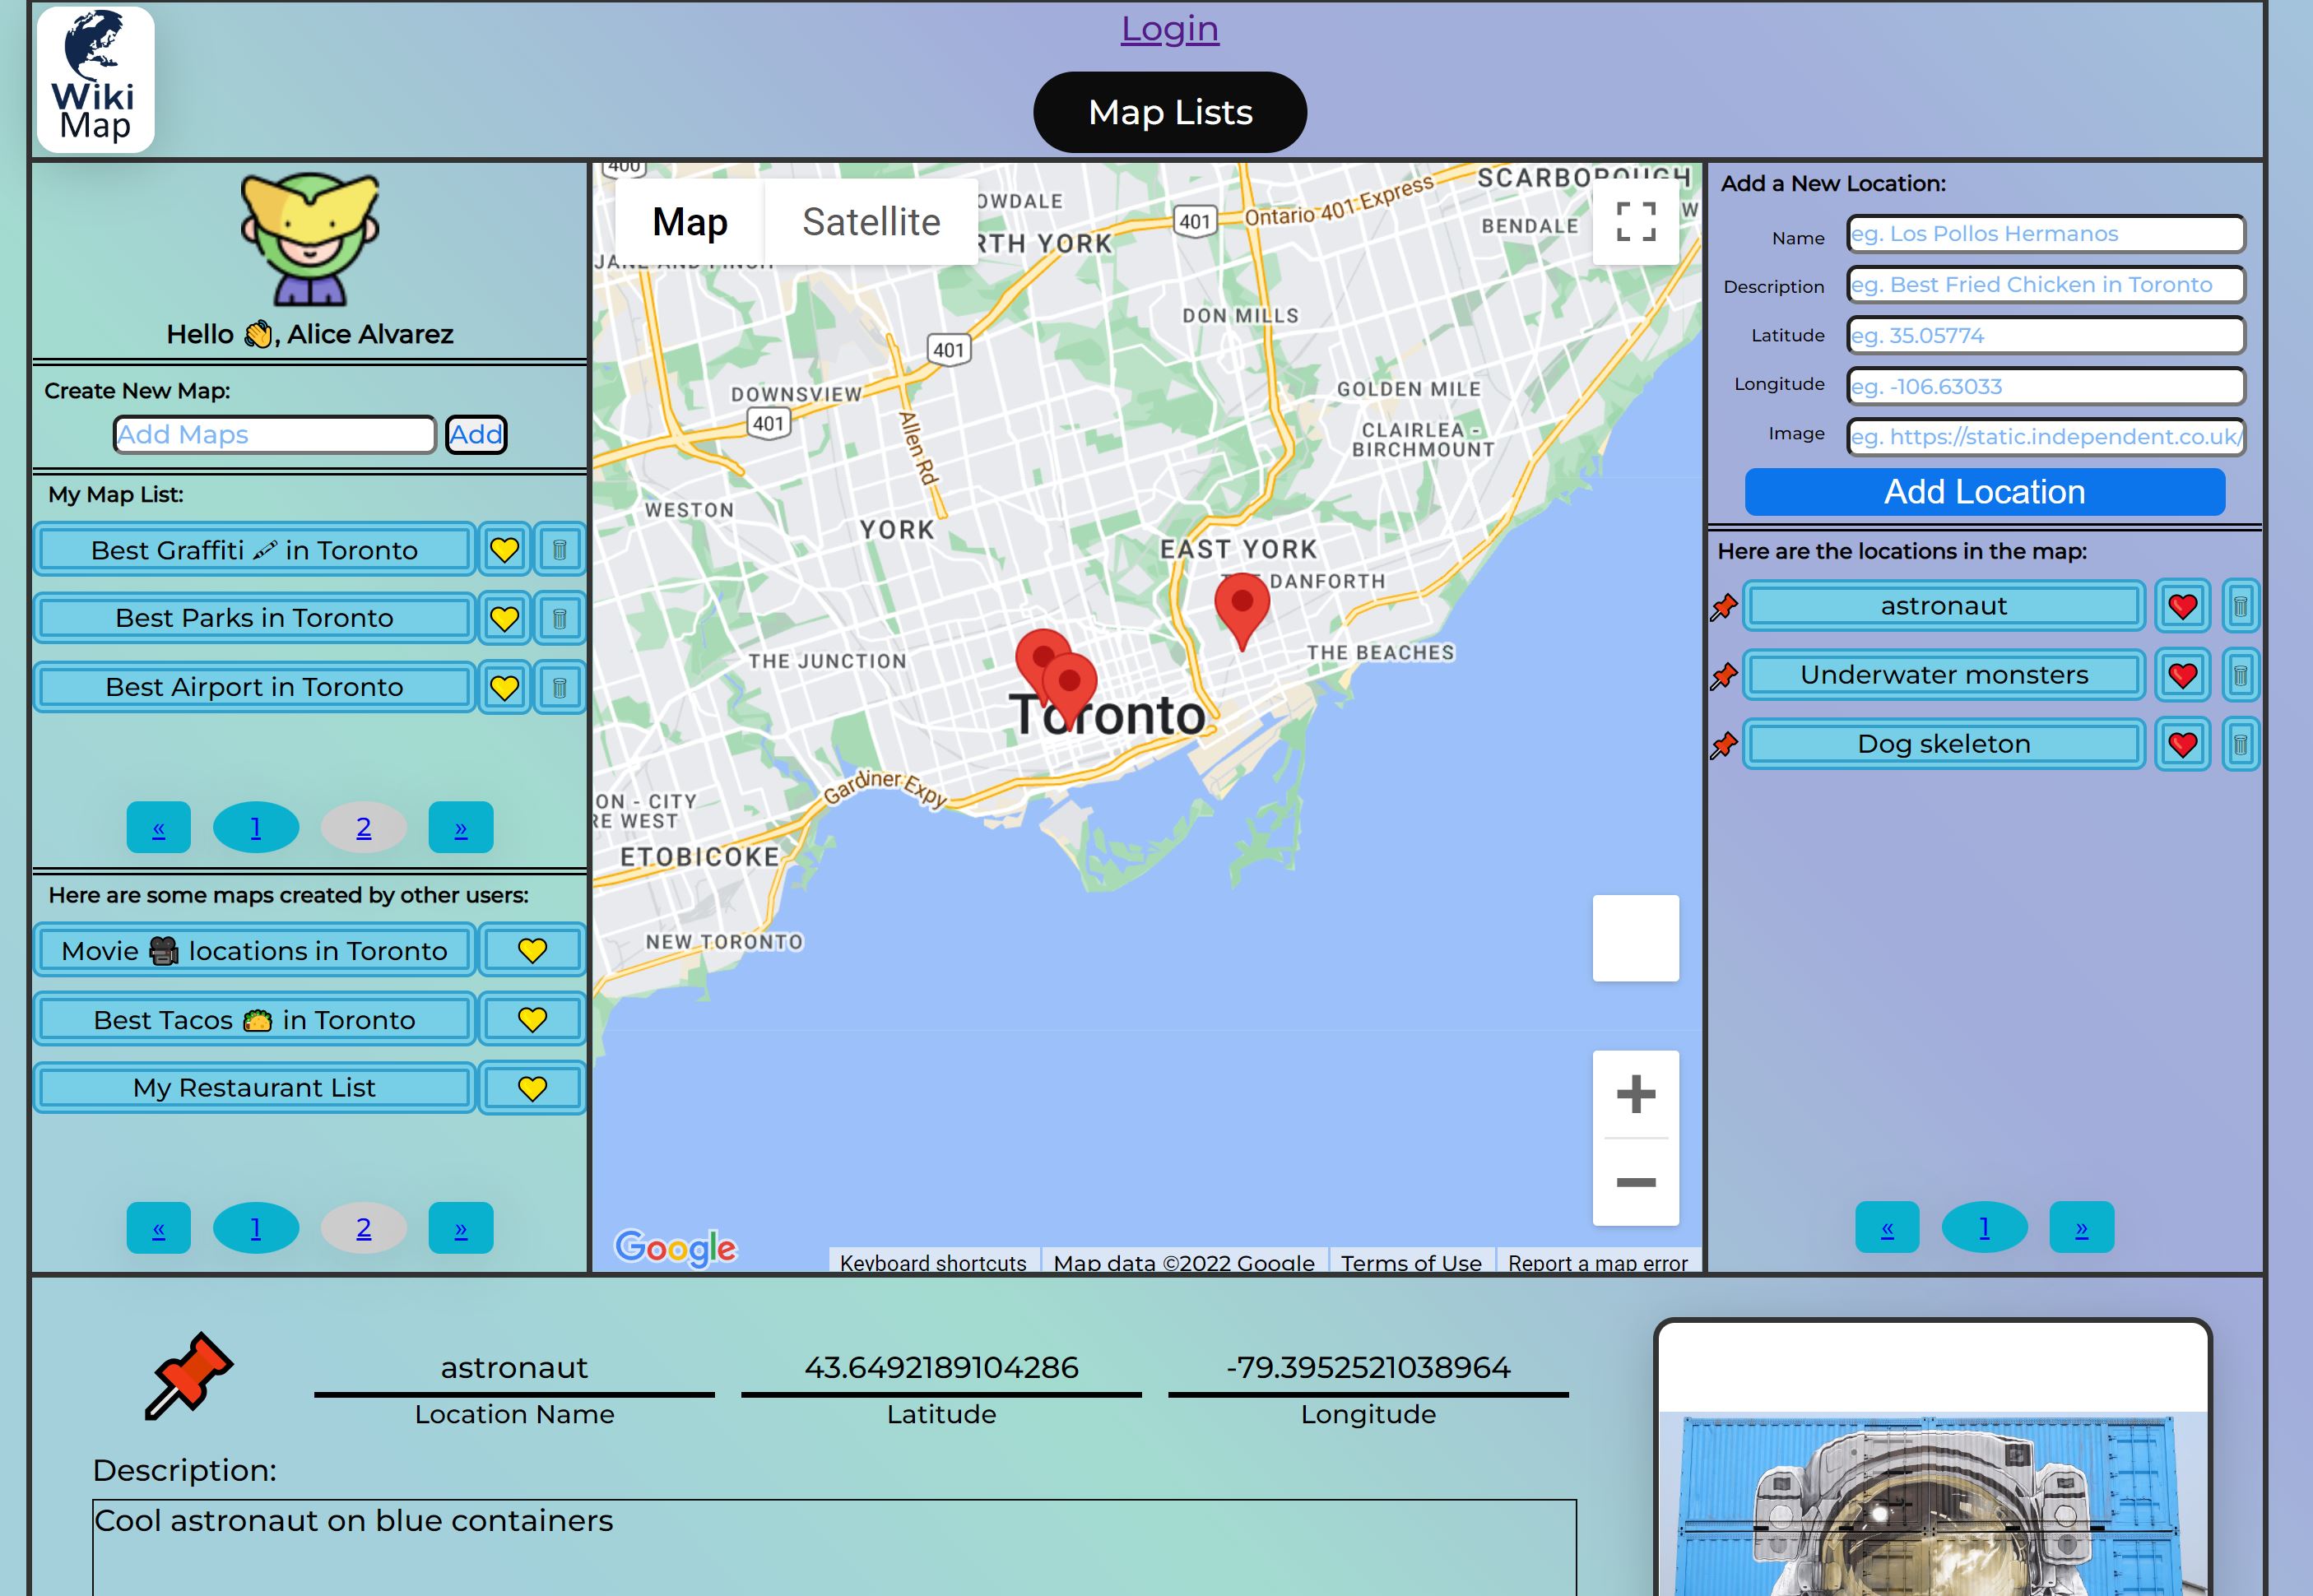 Login
Wiki
Map
Map Lists
Hello 👋, Alice Alvarez
Create New Map:
Add Maps
Add
My Map List:
Best Graffiti 🖌 in Toronto
Best Parks in Toronto
Best Airport in Toronto
«
1
2
»
Here are some maps created by other users:
Movie 🎥 locations in Toronto
Best Tacos 🌮 in Toronto
My Restaurant List
«
1
2
»
400
Map
Satellite
OWDALE
RTH YORK
401
Ontario 401 Express
SCARBOROUGH
W
BENDALE
JANE AND FINCH
DON MILLS
401
DOWNSVIEW
401
Allen Rd
GOLDEN MILE
CLAIRLEA -
BIRCHMOUNT
WESTON
YORK
EAST YORK
DANFORTH
THE JUNCTION
THE BEACHES
Toronto
Gardiner Expy
ON - CITY
RE WEST
ETOBICOKE
NEW TORONTO
Google
Keyboard shortcuts
Map data ©2022 Google
Terms of Use
Report a map error
Add a New Location:
Name
eg. Los Pollos Hermanos
Description
eg. Best Fried Chicken in Toronto
Latitude
eg. 35.05774
Longitude
eg. -106.63033
Image
eg. https://static.independent.co.uk/
Add Location
Here are the locations in the map:
astronaut
Underwater monsters
Dog skeleton
«
1
»
astronaut
43.6492189104286
-79.3952521038964
Location Name
Latitude
Longitude
Description:
Cool astronaut on blue containers